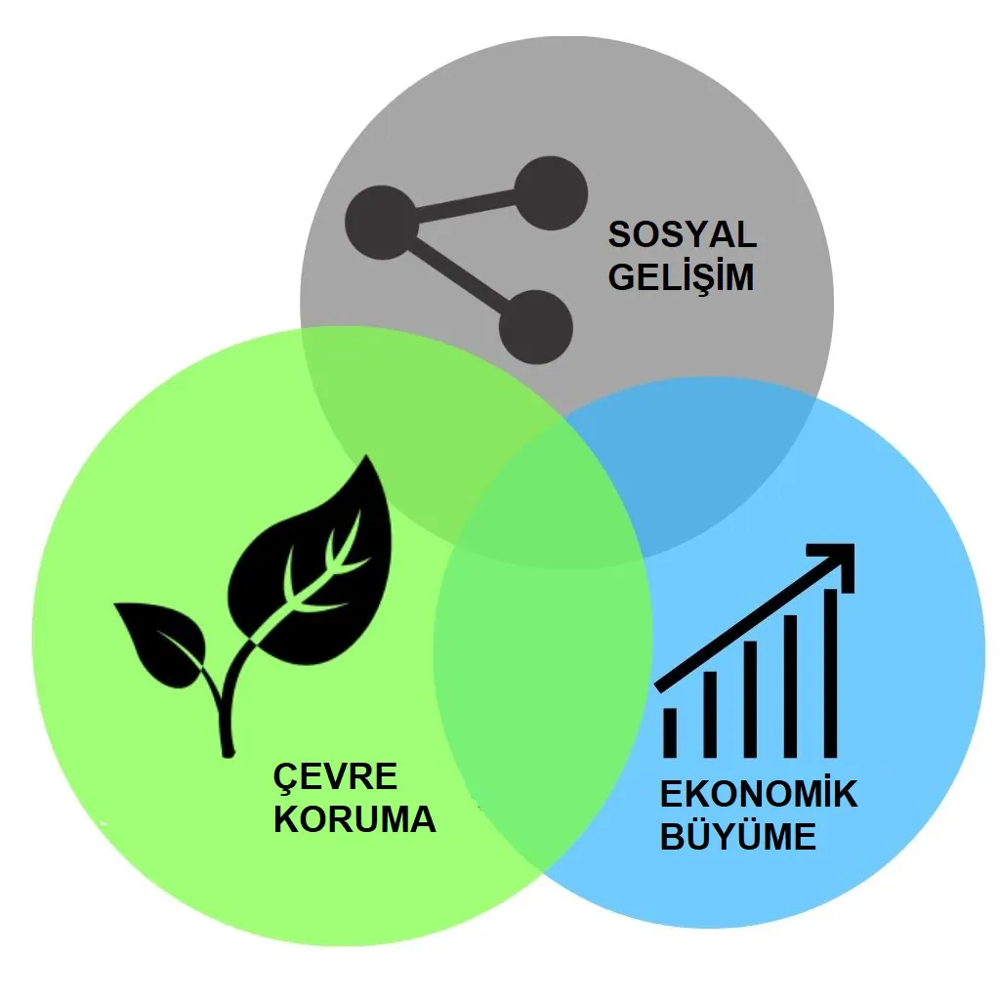 SOSYAL
GELİŞİM
ÇEVRE
KORUMA
EKONOMİK
BÜYÜME